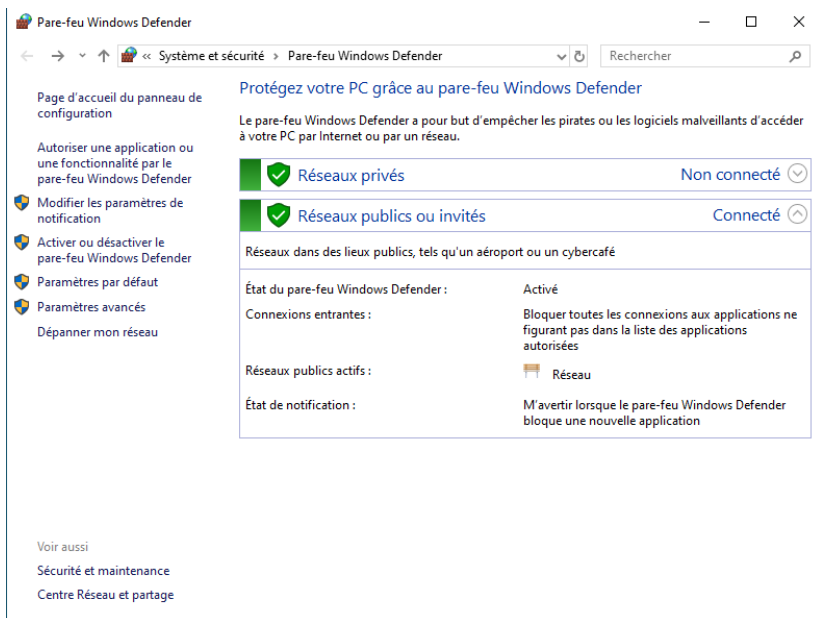 Pare-feu Windows Defender
« Système et sécurité › Pare-feu Windows Defender
Rechercher
Page d'accueil du panneau de
configuration
Autoriser une application ou
une fonctionnalité par le
pare-feu Windows Defender
Modifier les paramètres de
notification
Activer ou désactiver le
pare-feu Windows Defender
Paramètres par défaut
Paramètres avancés
Dépanner mon réseau
Voir aussi
Sécurité et maintenance
Centre Réseau et partage
Protégez votre PC grâce au pare-feu Windows Defender
Le pare-feu Windows Defender a pour but d'empêcher les pirates ou les logiciels malveillants d'accéder
à votre PC par Internet ou par un réseau.
Réseaux privés Non connecté
Réseaux publics ou invités Connecté
Réseaux dans des lieux publics, tels qu'un aéroport ou un cybercafé
État du pare-feu Windows Defender : Activé
Connexions entrantes : Bloquer toutes les connexions aux applications ne
figurant pas dans la liste des applications
autorisées
Réseaux publics actifs : Réseau
État de notification : M'avertir lorsque le pare-feu Windows Defender
bloque une nouvelle application